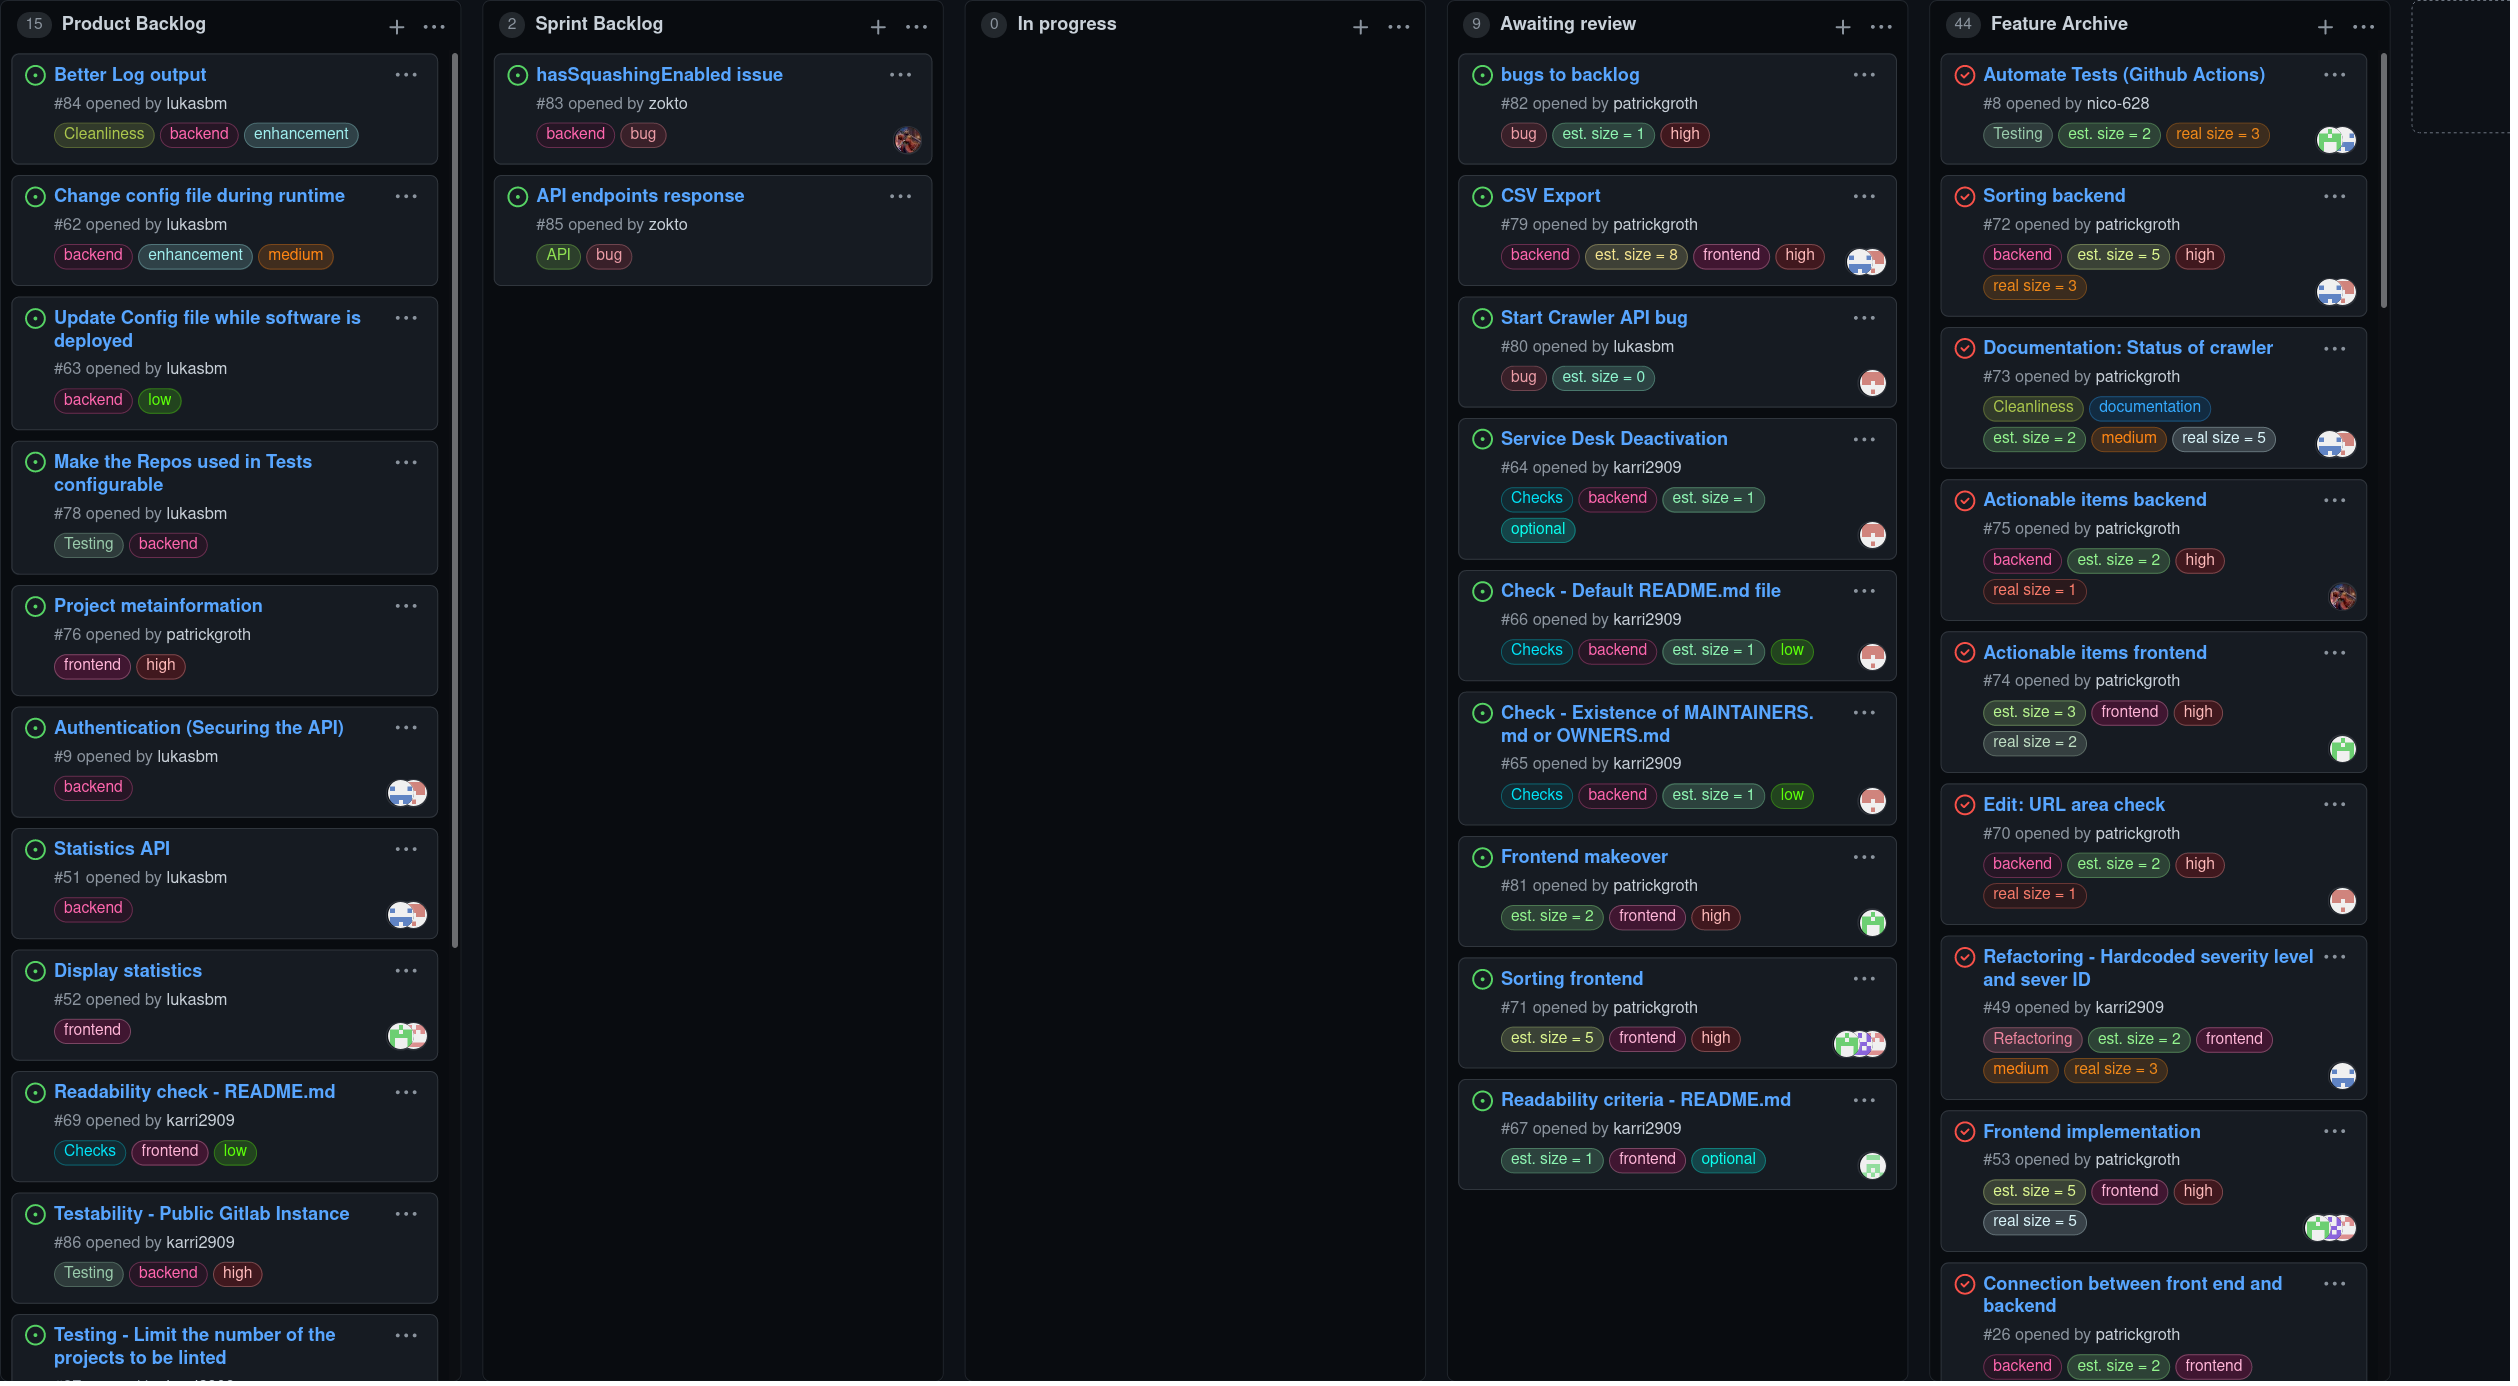 15 Product Backlog
Better Log output
#84 opened by lukasbm
Cleanliness backend enhancement
Change config file during runtime
#62 opened by lukasbm
backend enhancement medium
Update Config file while software is
deployed
#63 opened by lukasbm
backend low
Make the Repos used in Tests
configurable
#78 opened by lukasbm
Testing backend
Project metainformation
#76 opened by patrickgroth
frontend high
Authentication (Securing the API)
#9 opened by lukasbm
backend
Statistics API
#51 opened by lukasbm
backend
Display statistics
#52 opened by lukasbm
frontend
Readability check - README.md
#69 opened by karri2909
Checks frontend low
Testability - Public Gitlab Instance
#86 opened by karri2909
Testing backend high
Testing - Limit the number of the
projects to be linted
2 Sprint Backlog
hasSquashingEnabled issue
#83 opened by zokto
backend bug
API endpoints response
#85 opened by zokto
API bug
0 In progress
9 Awaiting review
bugs to backlog
#82 opened by patrickgroth
bug est. size = 1 high
CSV Export
#79 opened by patrickgroth
backend est. size = 8 frontend high
Start Crawler API bug
#80 opened by lukasbm
bug est. size = 0
Service Desk Deactivation
#64 opened by karri2909
Checks backend est. size = 1
optional
Check - Default README.md file
#66 opened by karri2909
Checks backend est. size = 1 low
Check - Existence of MAINTAINERS.
md or OWNERS.md
#65 opened by karri2909
Checks backend est. size = 1 low
Frontend makeover
#81 opened by patrickgroth
est. size = 2 frontend high
Sorting frontend
#71 opened by patrickgroth
est. size = 5 frontend high
Readability criteria - README.md
#67 opened by karri2909
est. size = 1 frontend optional
44 Feature Archive
Automate Tests (Github Actions)
#8 opened by nico-628
Testing est. size = 2 real size = 3
Sorting backend
#72 opened by patrickgroth
backend est. size = 5 high
real size = 3
Documentation: Status of crawler
#73 opened by patrickgroth
Cleanliness documentation
est. size = 2 medium real size = 5
Actionable items backend
#75 opened by patrickgroth
backend est. size = 2 high
real size = 1
Actionable items frontend
#74 opened by patrickgroth
est. size = 3 frontend high
real size = 2
Edit: URL area check
#70 opened by patrickgroth
backend est. size = 2 high
real size = 1
Refactoring - Hardcoded severity level
and sever ID
#49 opened by karri2909
Refactoring est. size = 2 frontend
medium real size = 3
Frontend implementation
#53 opened by patrickgroth
est. size = 5 frontend high
real size = 5
Connection between front end and
backend
#26 opened by patrickgroth
backend est. size = 2 frontend